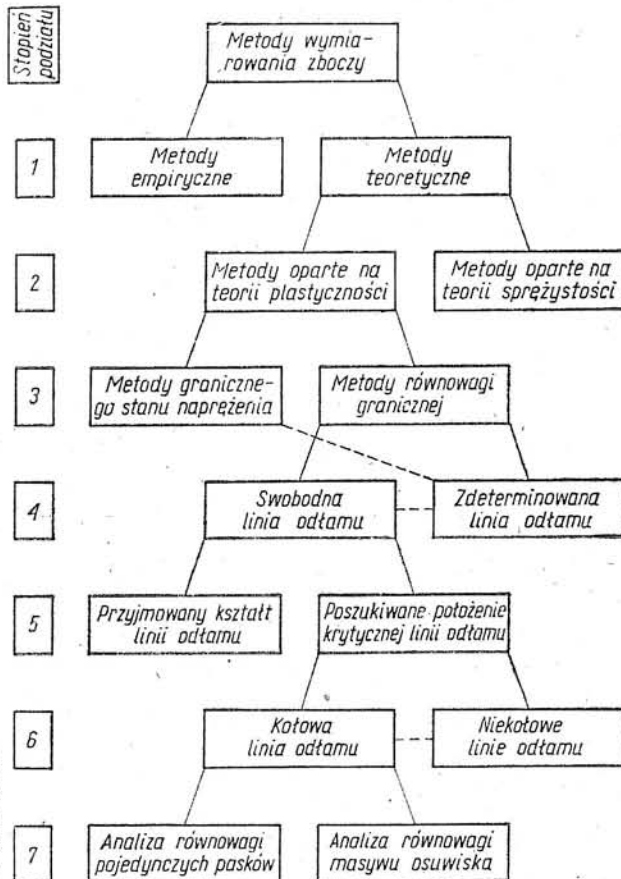 Stopień
podziału
Metody wymia-
rowania zboczy
1
Metody
empiryczne
Metody
teoretyczne
2
Metody oparte na
teorii plastyczności
Metody oparte na
teorii sprężystości
3
Metody graniczne-
go stanu naprężenia
Metody równowagi
granicznej
4
Swobodna
linia odłamu
Zdeterminowana
linia odłamu
5
Przyjmowany kształt
linii odłamu
Poszukiwane położenie
krytycznej linii odłamu
6
Kołowa
linia odłamu
Niekołowe
linie odłamu
7
Analiza równowagi
pojedynczych pasków
Analiza równowagi
masywu osuwiska